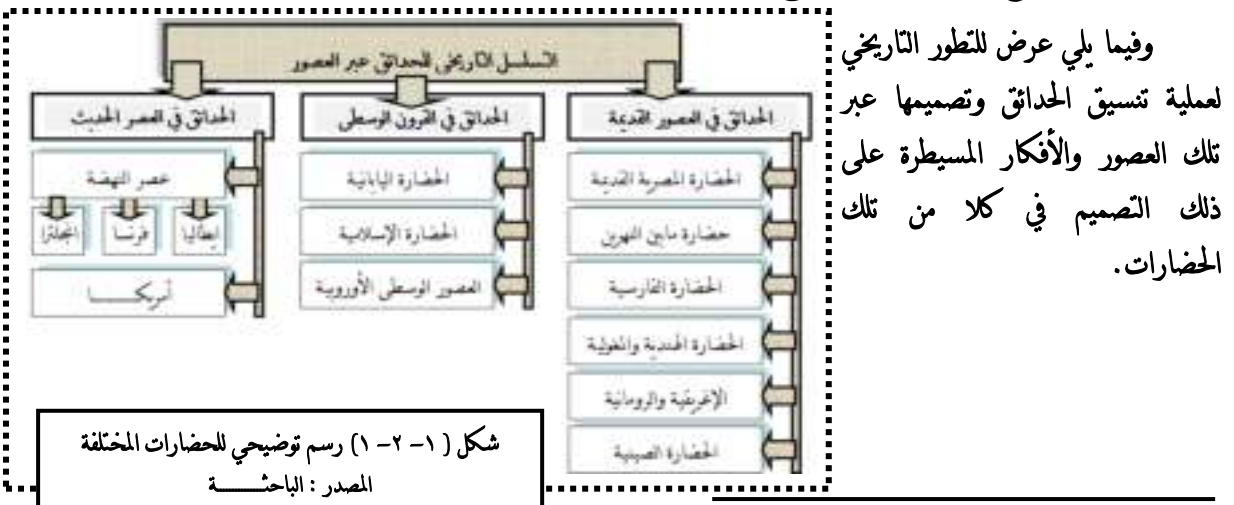 وفيما يلي عرض للتطور التاريخي
لعملية تنسيق الحدائق وتصميمها عبر
تلك العصور والأفكار المسيطرة على
ذلك التصميم في كلا من تلك
الحضارات.
التسلسل التاريخى للحدائق عبر العصور
الحدائق في العصور القديمة
الحضارة المصرية القديمة
حضارة مابين النهرين
الحضارة الفارسية
الحضارة الهندية والمغولية
الإغريقية والرومانية
الحضارة الصينية
الحدائق في القرون الوسطى
الحضارة اليابانية
الحضارة الإسلامية
العصور الوسطى الأوروبية
الحدائق في العصر الحديث
عصر النهضة
إيطاليا
فرنسا
انجلترا
أمريكـــــا
شكل ( ١– ٢– ١) رسم توضيحي للحضارات المختلفة
المصدر : الباحثـــــــة